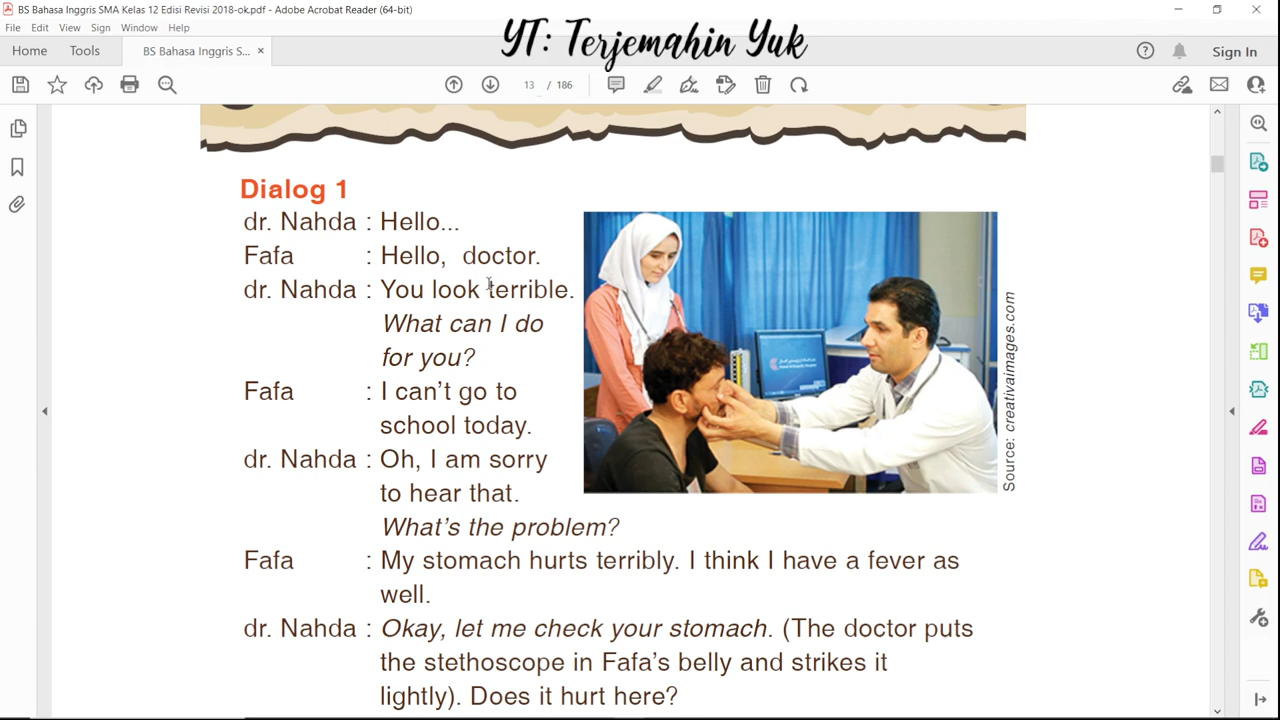 BS Bahasa Inggris SMA Kelas 12 Edisi Revisi 2018-ok.pdf - Adobe Acrobat Reader (64-bit)
File Edit View Sign Window Help
YT: Terjemahin Yuk
Home Tools BS Bahasa Inggris S... × Sign In
13 / 186
Dialog 1
dr. Nahda : Hello...
Fafa : Hello, doctor.
dr. Nahda : You look terrible.
What can I do
for you?
Fafa : I can't go to
school today.
dr. Nahda : Oh, I am sorry
to hear that.
What's the problem?
Source: creativaimages.com
Fafa : My stomach hurts terribly. I think I have a fever as
well.
dr. Nahda : Okay, let me check your stomach. (The doctor puts
the stethoscope in Fafa's belly and strikes it
lightly). Does it hurt here?